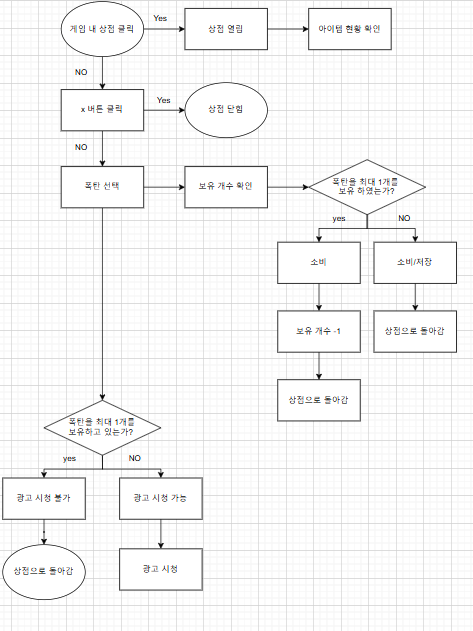 게임 내 상점 클릭
Yes
상점 열림
아이템 현황 확인
NO
x 버튼 클릭
Yes
상점 닫힘
NO
폭탄 선택
보유 개수 확인
폭탄을 최대 1개를
보유 하였는가?
yes
NO
소비
소비/저장
보유 개수 -1
상점으로 돌아감
상점으로 돌아감
폭탄을 최대 1개를
보유하고 있는가?
yes
NO
광고 시청 불가
광고 시청 가능
상점으로 돌아감
광고 시청